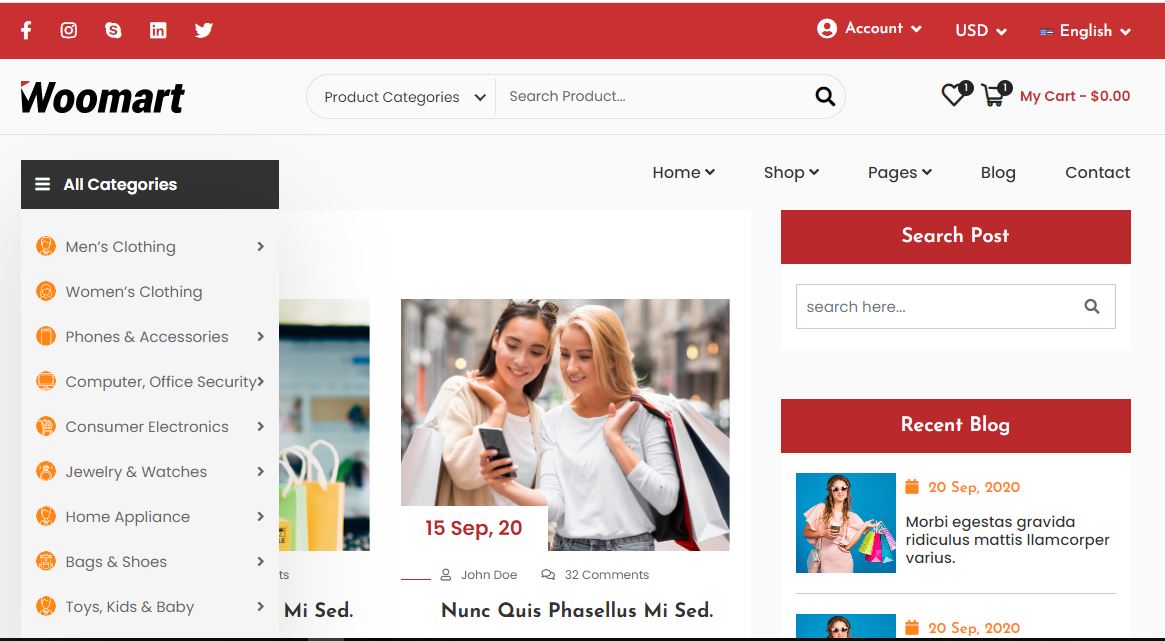 Account
USD
English
Woomart
Product Categories
Search Product...
1
1
My Cart - $0.00
All Categories
Home
Shop
Pages
Blog
Contact
Men's Clothing
Women's Clothing
Phones & Accessories
Computer, Office Security
Consumer Electronics
Jewelry & Watches
Home Appliance
Bags & Shoes
Toys, Kids & Baby
ts
Mi Sed.
15 Sep, 20
John Doe
32 Comments
Nunc Quis Phasellus Mi Sed.
Search Post
search here...
Recent Blog
20 Sep, 2020
Morbi egestas gravida
ridiculus mattis llamcorper
varius.
20 Sep, 2020